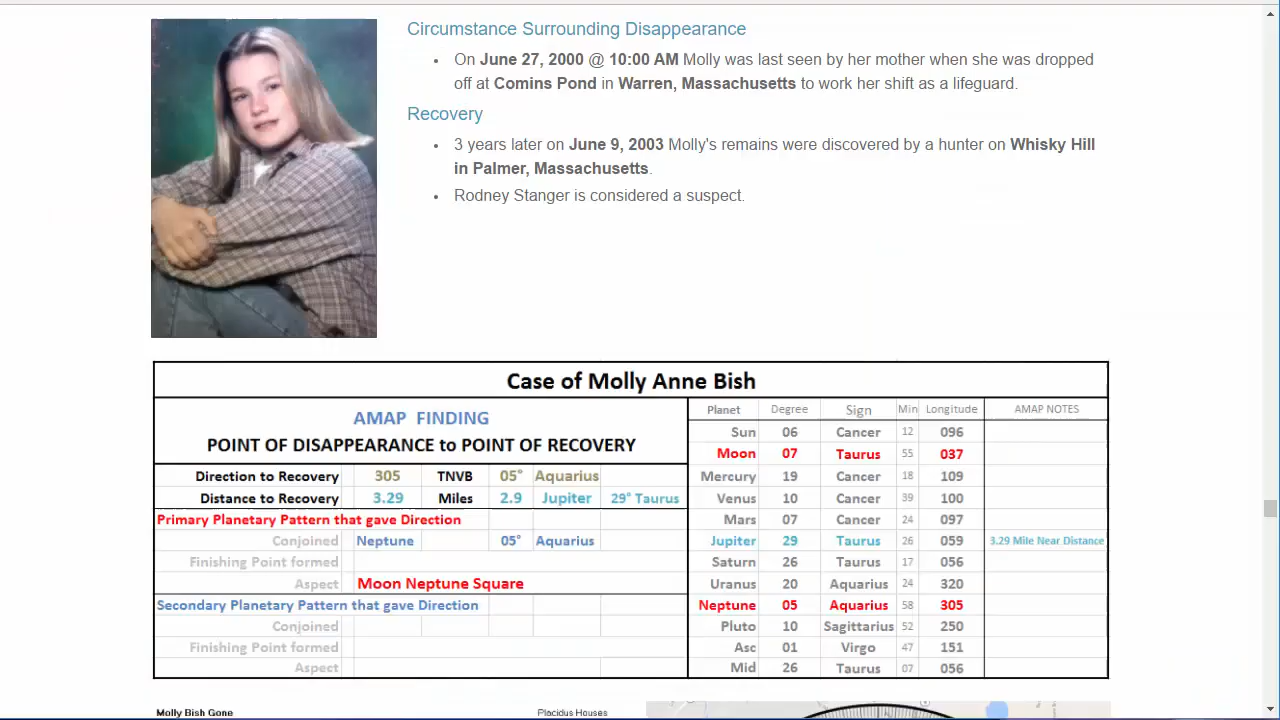 Circumstance Surrounding Disappearance
• On June 27, 2000 @ 10:00 AM Molly was last seen by her mother when she was dropped
off at Comins Pond in Warren, Massachusetts to work her shift as a lifeguard.
Recovery
• 3 years later on June 9, 2003 Molly's remains were discovered by a hunter on Whisky Hill
in Palmer, Massachusetts.
• Rodney Stanger is considered a suspect.
Case of Molly Anne Bish
AMAP FINDING
POINT OF DISAPPEARANCE to POINT OF RECOVERY
Direction to Recovery 305 TNVB 05° Aquarius
Distance to Recovery 3.29 Miles 2.9 Jupiter 29° Taurus
Primary Planetary Pattern that gave Direction
Conjoined Neptune 05° Aquarius
Finishing Point formed
Aspect Moon Neptune Square
Secondary Planetary Pattern that gave Direction
Conjoined
Finishing Point formed
Aspect
Planet Degree Sign Min Longitude AMAP NOTES
Sun 06 Cancer 12 096
Moon 07 Taurus 55 037
Mercury 19 Cancer 18 109
Venus 10 Cancer 39 100
Mars 07 Cancer 24 097
Jupiter 29 Taurus 26 059 3.29 Mile Near Distance
Saturn 26 Taurus 17 056
Uranus 20 Aquarius 24 320
Neptune 05 Aquarius 58 305
Pluto 10 Sagittarius 52 250
Asc 01 Virgo 47 151
Mid 26 Taurus 07 056
Molly Bish Gone Placidus Houses